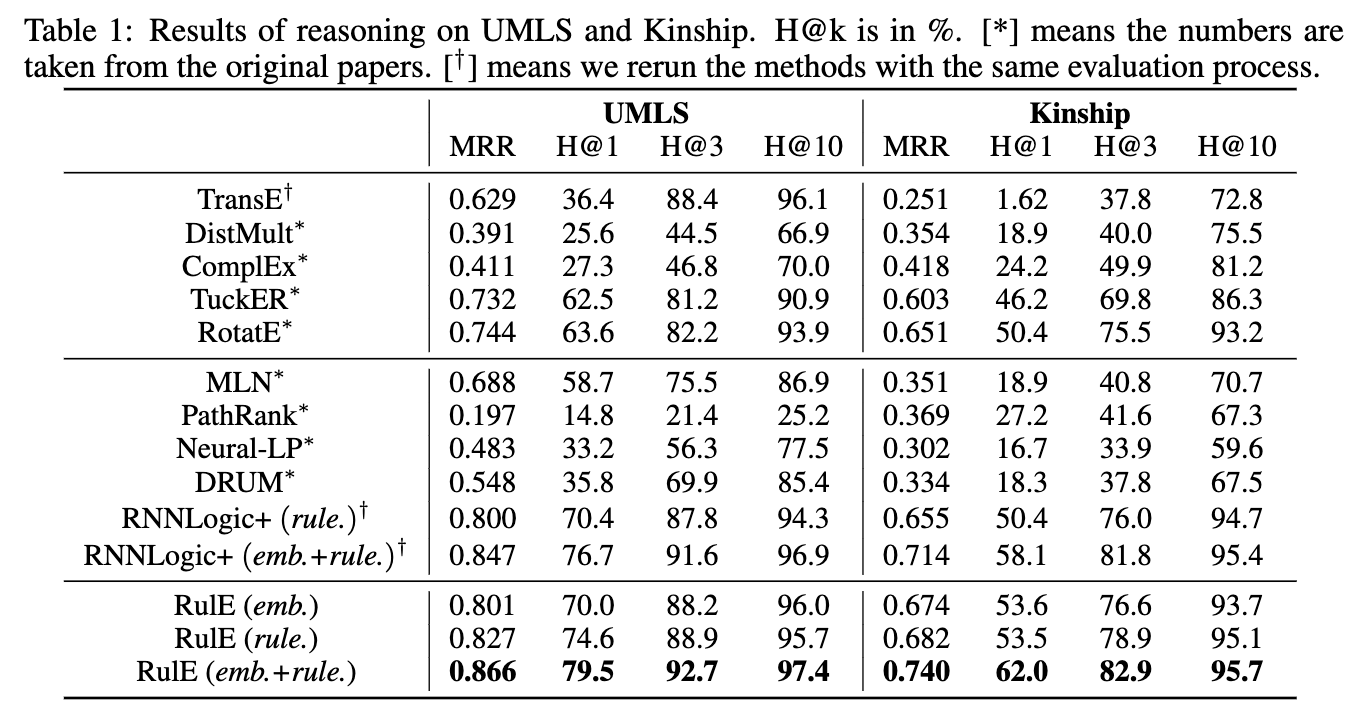 Table 1: Results of reasoning on UMLS and Kinship. H@k is in %. [*] means the numbers are
taken from the original papers. [†] means we rerun the methods with the same evaluation process.
UMLS Kinship
MRR H@1 H@3 H@10 MRR H@1 H@3 H@10
TransE† 0.629 36.4 88.4 96.1 0.251 1.62 37.8 72.8
DistMult* 0.391 25.6 44.5 66.9 0.354 18.9 40.0 75.5
ComplEx* 0.411 27.3 46.8 70.0 0.418 24.2 49.9 81.2
TuckER* 0.732 62.5 81.2 90.9 0.603 46.2 69.8 86.3
RotatE* 0.744 63.6 82.2 93.9 0.651 50.4 75.5 93.2
MLN* 0.688 58.7 75.5 86.9 0.351 18.9 40.8 70.7
PathRank* 0.197 14.8 21.4 25.2 0.369 27.2 41.6 67.3
Neural-LP* 0.483 33.2 56.3 77.5 0.302 16.7 33.9 59.6
DRUM* 0.548 35.8 69.9 85.4 0.334 18.3 37.8 67.5
RNNLogic+ (rule.)† 0.800 70.4 87.8 94.3 0.655 50.4 76.0 94.7
RNNLogic+ (emb.+rule.)† 0.847 76.7 91.6 96.9 0.714 58.1 81.8 95.4
RulE (emb.) 0.801 70.0 88.2 96.0 0.674 53.6 76.6 93.7
RulE (rule.) 0.827 74.6 88.9 95.7 0.682 53.5 78.9 95.1
RulE (emb.+rule.) 0.866 79.5 92.7 97.4 0.740 62.0 82.9 95.7